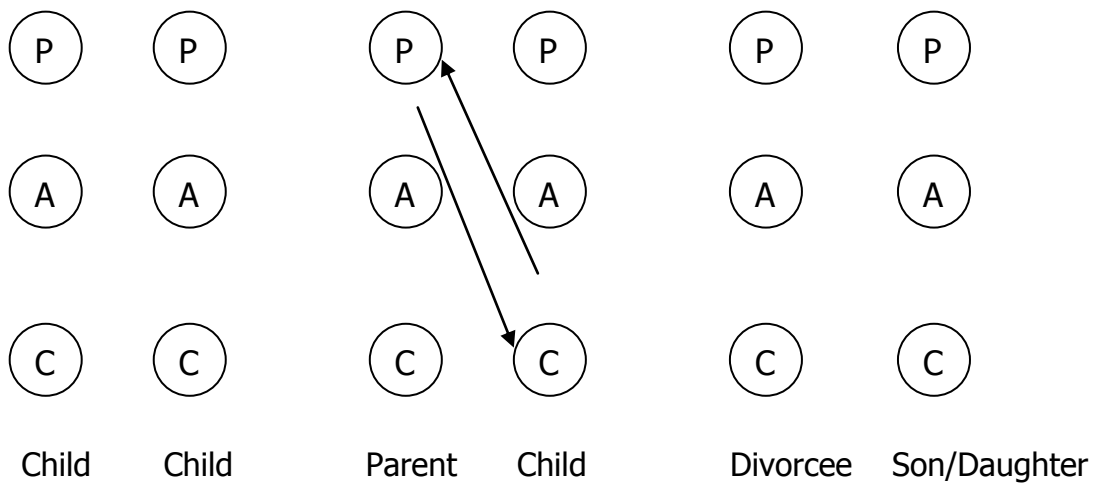 P P P P P P
A A A A A A
C C C C C C
Child Child Parent Child Divorcee Son/Daughter